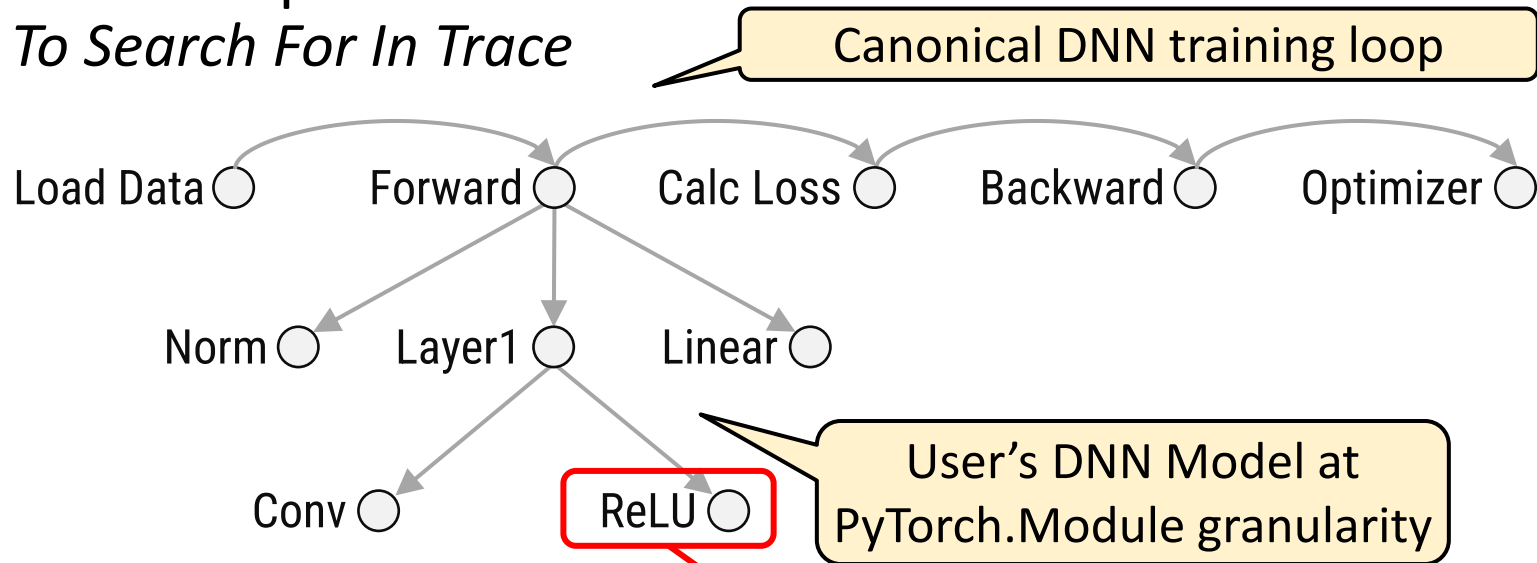 To Search For In Trace
Canonical DNN training loop
Load Data
Forward
Calc Loss
Backward
Optimizer
Norm
Layer1
Linear
User’s DNN Model at
PyTorch.Module granularity
Conv
ReLU